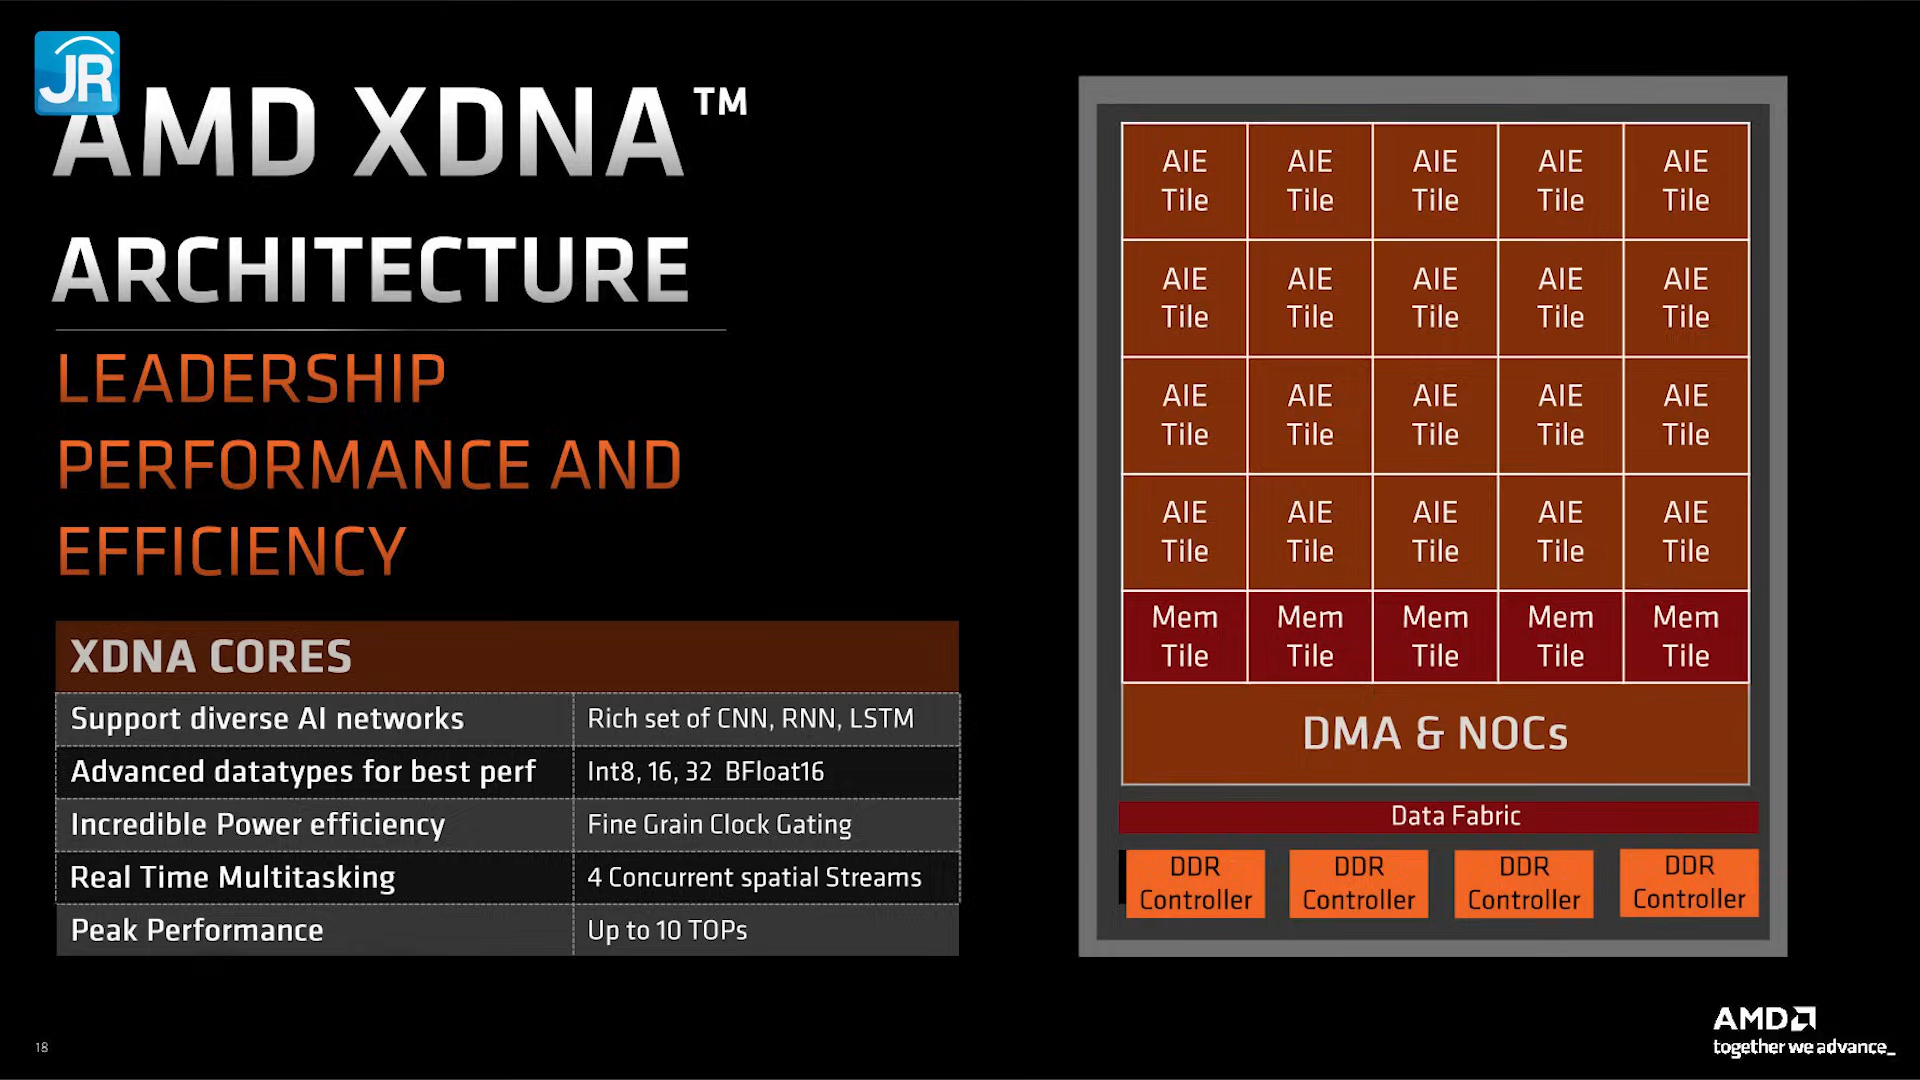 JR
AMD XDNA™
ARCHITECTURE
LEADERSHIP
PERFORMANCE AND
EFFICIENCY
XDNA CORES
Support diverse AI networks Rich set of CNN, RNN, LSTM
Advanced datatypes for best perf Int8, 16, 32 BFloat16
Incredible Power efficiency Fine Grain Clock Gating
Real Time Multitasking 4 Concurrent spatial Streams
Peak Performance Up to 10 TOPs
AIE AIE AIE AIE AIE
Tile Tile Tile Tile Tile
AIE AIE AIE AIE AIE
Tile Tile Tile Tile Tile
AIE AIE AIE AIE AIE
Tile Tile Tile Tile Tile
AIE AIE AIE AIE AIE
Tile Tile Tile Tile Tile
Mem Mem Mem Mem Mem
Tile Tile Tile Tile Tile
DMA & NOCs
Data Fabric
DDR DDR DDR DDR
Controller Controller Controller Controller
18
AMD
together we advance_